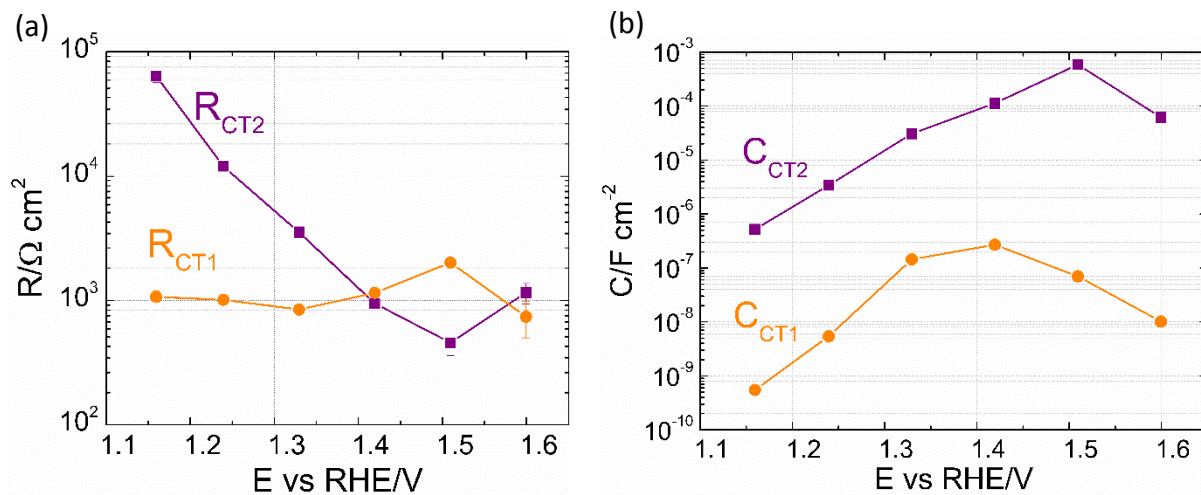 (a)
10^5
10^4
10^3
10^2
R/Ω cm^2
R_CT2
R_CT1
1.1 1.2 1.3 1.4 1.5 1.6
E vs RHE/V
(b)
10^-3
10^-4
10^-5
10^-6
10^-7
10^-8
10^-9
10^-10
C/F cm^-2
C_CT2
C_CT1
1.1 1.2 1.3 1.4 1.5 1.6
E vs RHE/V